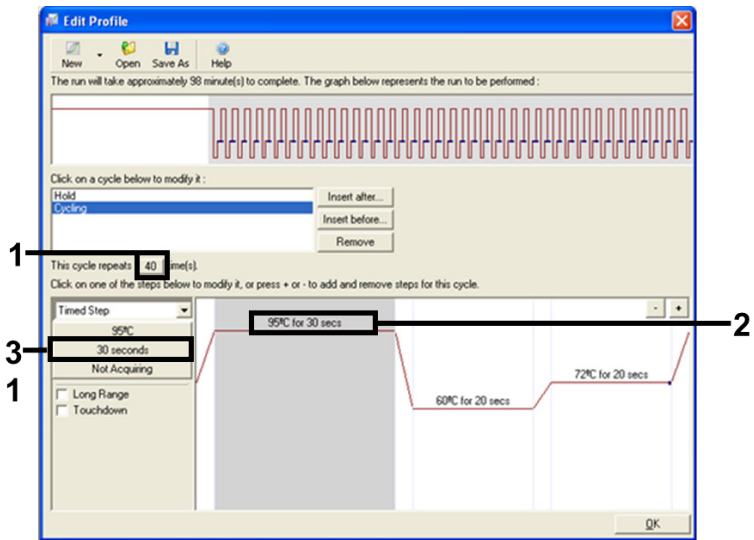 Edit Profile
New Open Save As Help
The run will take approximately 98 minute(s) to complete. The graph below represents the run to be performed :
Click on a cycle below to modify it :
Hold
Cycling
Insert after...
Insert before...
Remove
1
This cycle repeats 40 time(s).
Click on one of the steps below to modify it, or press + or - to add and remove steps for this cycle.
Timed Step
- +
95ºC
95ºC for 30 secs
2
3
30 seconds
Not Acquiring
72ºC for 20 secs
1
Long Range
Touchdown
60ºC for 20 secs
OK